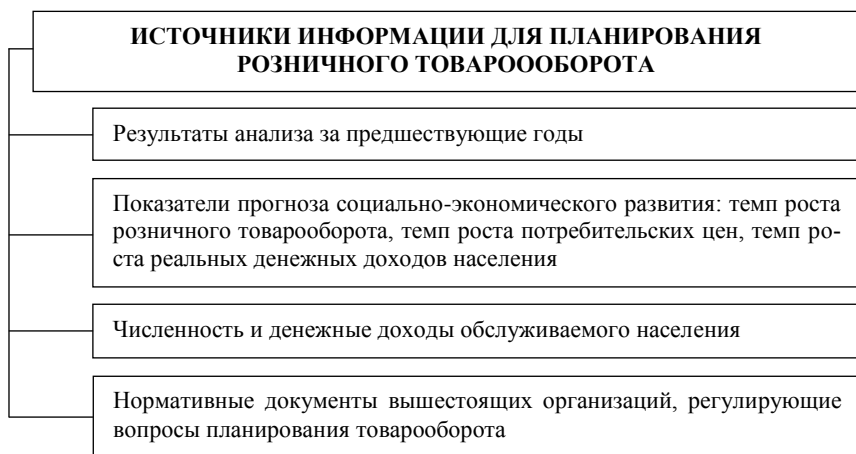 ИСТОЧНИКИ ИНФОРМАЦИИ ДЛЯ ПЛАНИРОВАНИЯ
РОЗНИЧНОГО ТОВАРОООБОРОТА
Результаты анализа за предшествующие годы
Показатели прогноза социально-экономического развития: темп роста
розничного товарооборота, темп роста потребительских цен, темп ро-
ста реальных денежных доходов населения
Численность и денежные доходы обслуживаемого населения
Нормативные документы вышестоящих организаций, регулирующие
вопросы планирования товарооборота